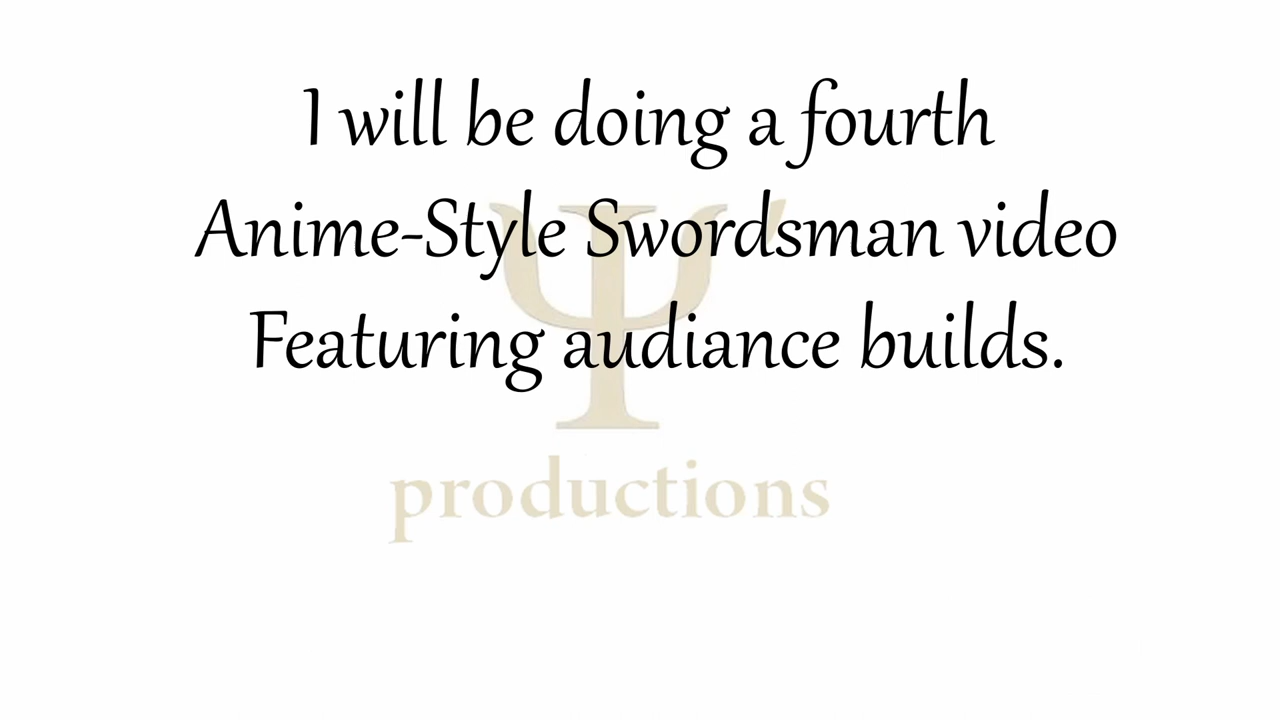 I will be doing a fourth
Anime-Style Swordsman video
Featuring audiance builds.
Ψ'
productions